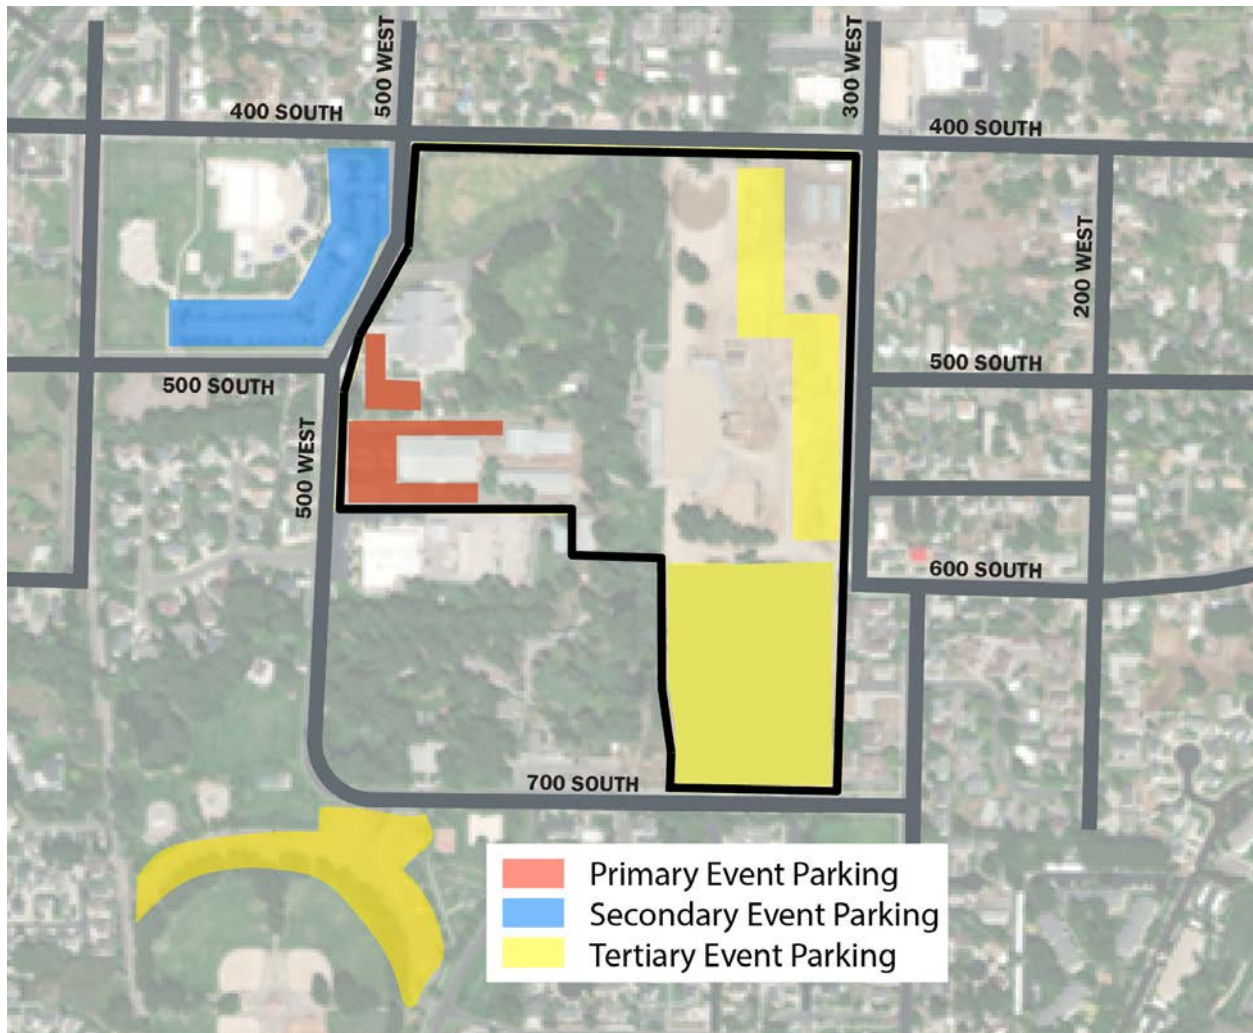 500 WEST
300 WEST
400 SOUTH
400 SOUTH
200 WEST
500 SOUTH
500 SOUTH
500 WEST
600 SOUTH
700 SOUTH
Primary Event Parking
Secondary Event Parking
Tertiary Event Parking